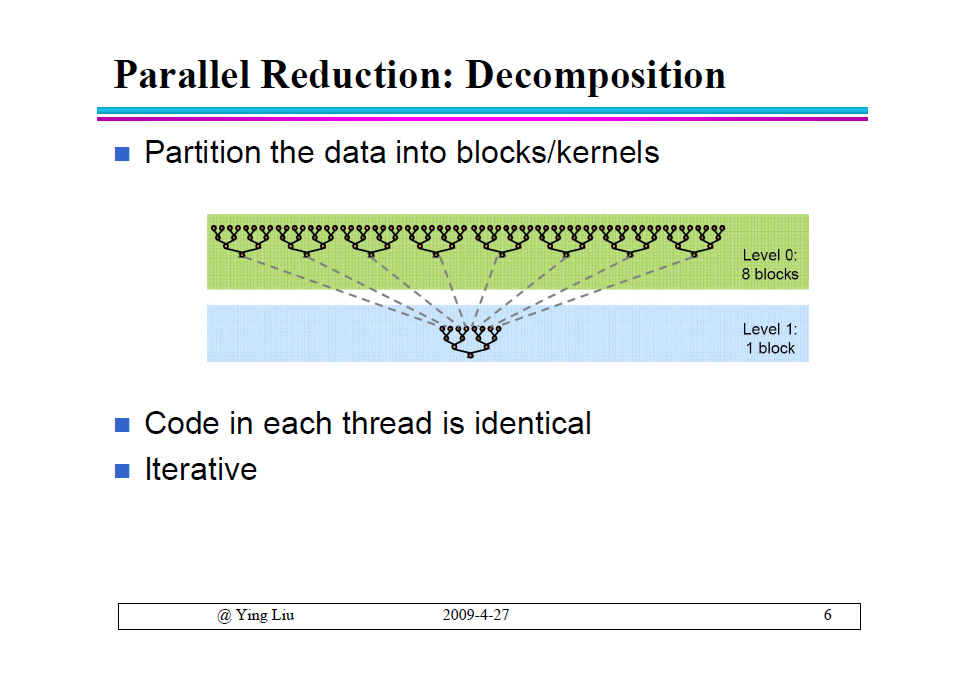 Parallel Reduction: Decomposition
Partition the data into blocks/kernels
Level 0:
8 blocks
Level 1:
1 block
Code in each thread is identical
Iterative
@ Ying Liu 2009-4-27 6